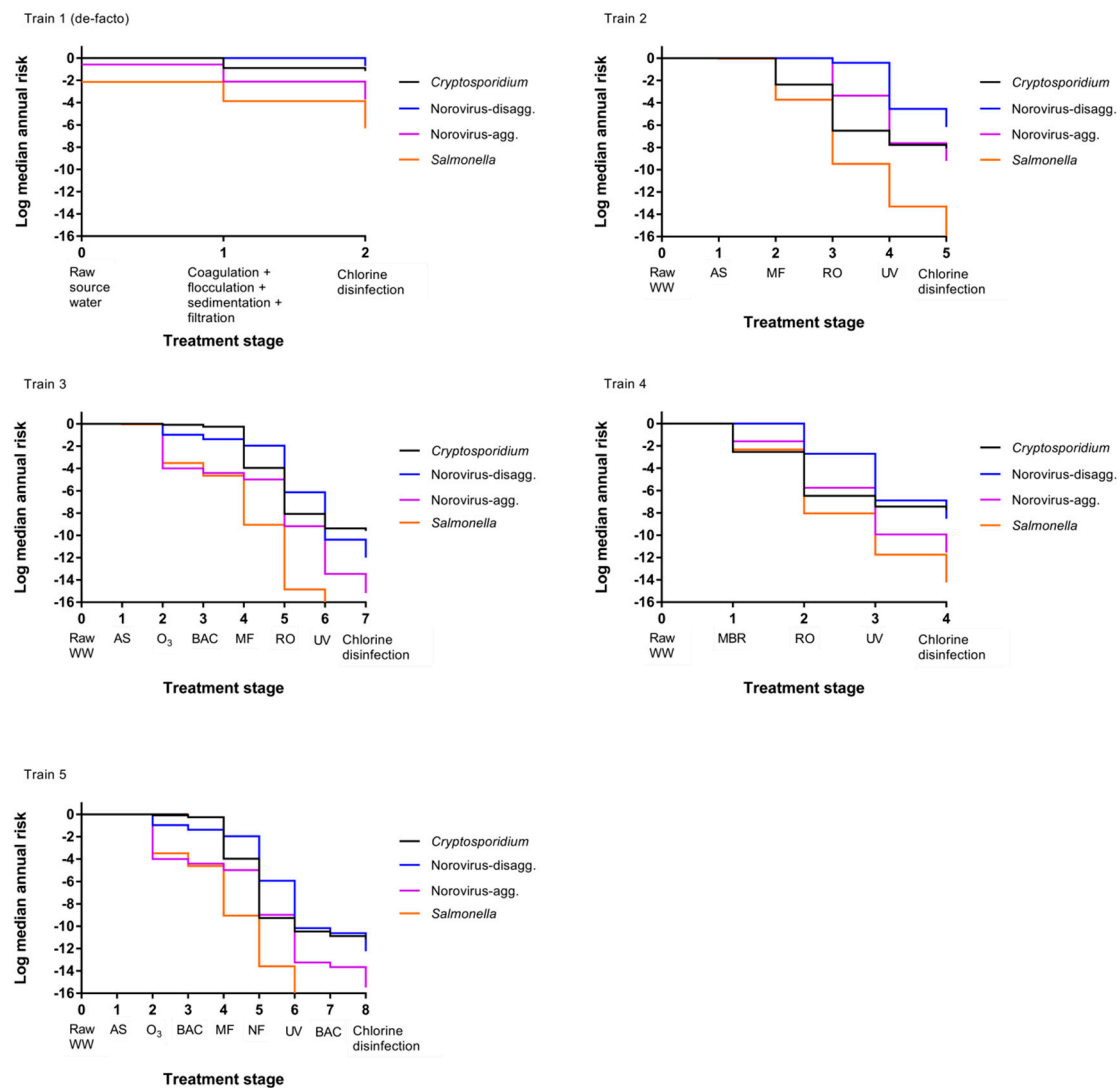 Train 1 (de-facto)
Log median annual risk
0
-2
-4
-6
-8
-10
-12
-14
-16
0
1
2
Raw
source
water
Coagulation +
flocculation +
sedimentation +
filtration
Chlorine
disinfection
Treatment stage
Cryptosporidium
Norovirus-disagg.
Norovirus-agg.
Salmonella
Train 2
Log median annual risk
0
-2
-4
-6
-8
-10
-12
-14
-16
0
1
2
3
4
5
Raw
WW
AS
MF
RO
UV
Chlorine
disinfection
Treatment stage
Cryptosporidium
Norovirus-disagg.
Norovirus-agg.
Salmonella
Train 3
Log median annual risk
0
-2
-4
-6
-8
-10
-12
-14
-16
0
1
2
3
4
5
6
7
Raw
WW
AS
O3
BAC
MF
RO
UV
Chlorine
disinfection
Treatment stage
Cryptosporidium
Norovirus-disagg.
Norovirus-agg.
Salmonella
Train 4
Log median annual risk
0
-2
-4
-6
-8
-10
-12
-14
-16
0
1
2
3
4
Raw
WW
MBR
RO
UV
Chlorine
disinfection
Treatment stage
Cryptosporidium
Norovirus-disagg.
Norovirus-agg.
Salmonella
Train 5
Log median annual risk
0
-2
-4
-6
-8
-10
-12
-14
-16
0
1
2
3
4
5
6
7
8
Raw
WW
AS
O3
BAC
MF
NF
UV
BAC
Chlorine
disinfection
Treatment stage
Cryptosporidium
Norovirus-disagg.
Norovirus-agg.
Salmonella